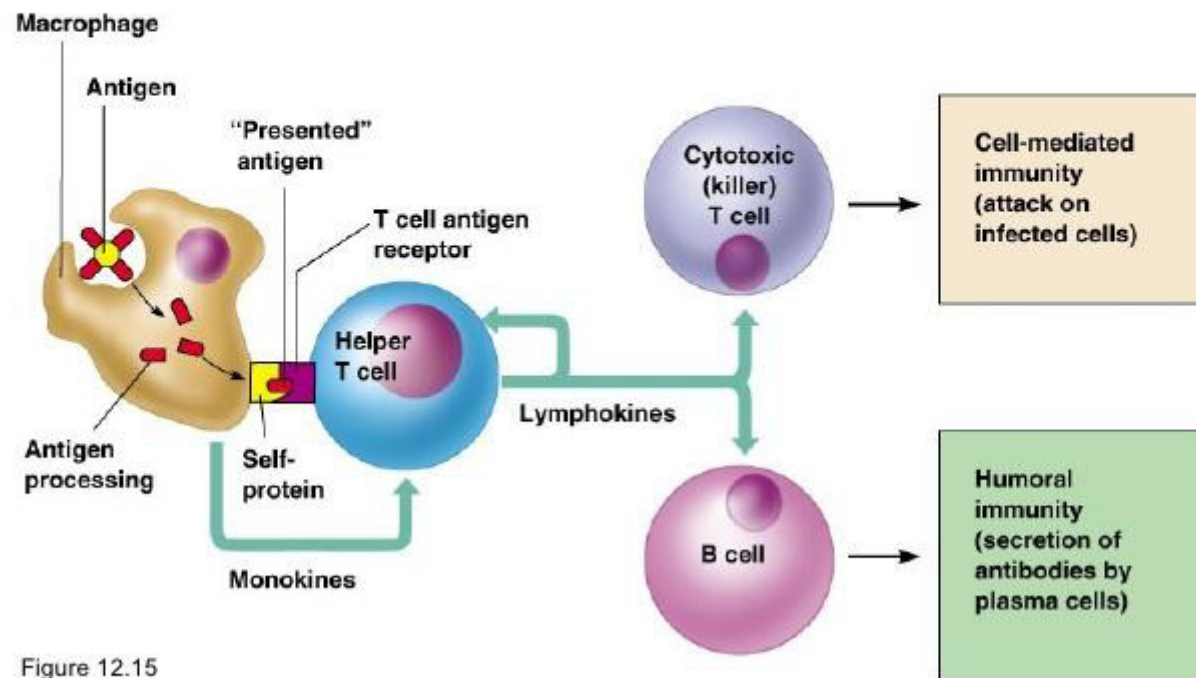 Macrophage
Antigen
"Presented"
antigen
T cell antigen
receptor
Helper
T cell
Antigen
processing
Self-
protein
Monokines
Lymphokines
Cytotoxic
(killer)
T cell
Cell-mediated
immunity
(attack on
infected cells)
B cell
Humoral
immunity
(secretion of
antibodies by
plasma cells)
Figure 12.15